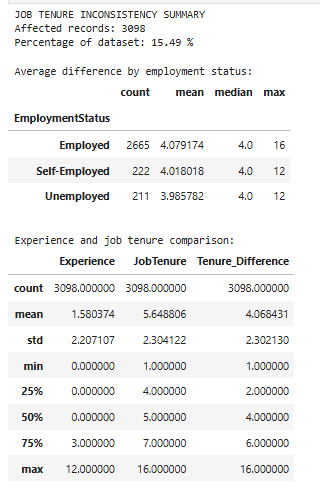 JOB TENURE INCONSISTENCY SUMMARY
Affected records: 3098
Percentage of dataset: 15.49 %
Average difference by employment status:
count mean median max
EmploymentStatus
Employed 2665 4.079174 4.0 16
Self-Employed 222 4.018018 4.0 12
Unemployed 211 3.985782 4.0 12
Experience and job tenure comparison:
Experience JobTenure Tenure_Difference
count 3098.000000 3098.000000 3098.000000
mean 1.580374 5.648806 4.068431
std 2.207107 2.304122 2.302130
min 0.000000 1.000000 1.000000
25% 0.000000 4.000000 2.000000
50% 0.000000 5.000000 4.000000
75% 3.000000 7.000000 6.000000
max 12.000000 16.000000 16.000000